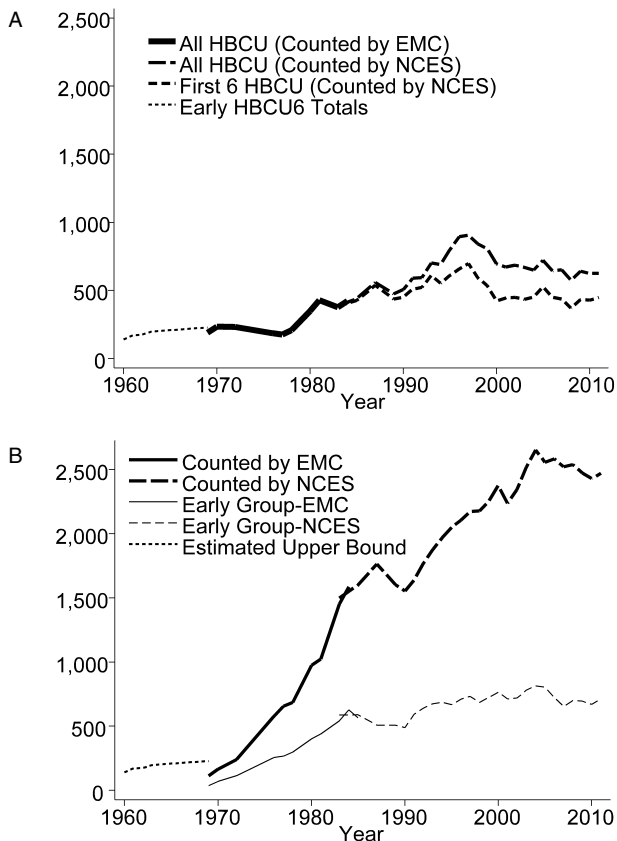 A
2,500
2,000
1,500
1,000
500
0
All HBCU (Counted by EMC)
All HBCU (Counted by NCES)
First 6 HBCU (Counted by NCES)
Early HBCU6 Totals
1960 1970 1980 1990 2000 2010
Year
B
2,500
2,000
1,500
1,000
500
0
Counted by EMC
Counted by NCES
Early Group-EMC
Early Group-NCES
Estimated Upper Bound
1960 1970 1980 1990 2000 2010
Year